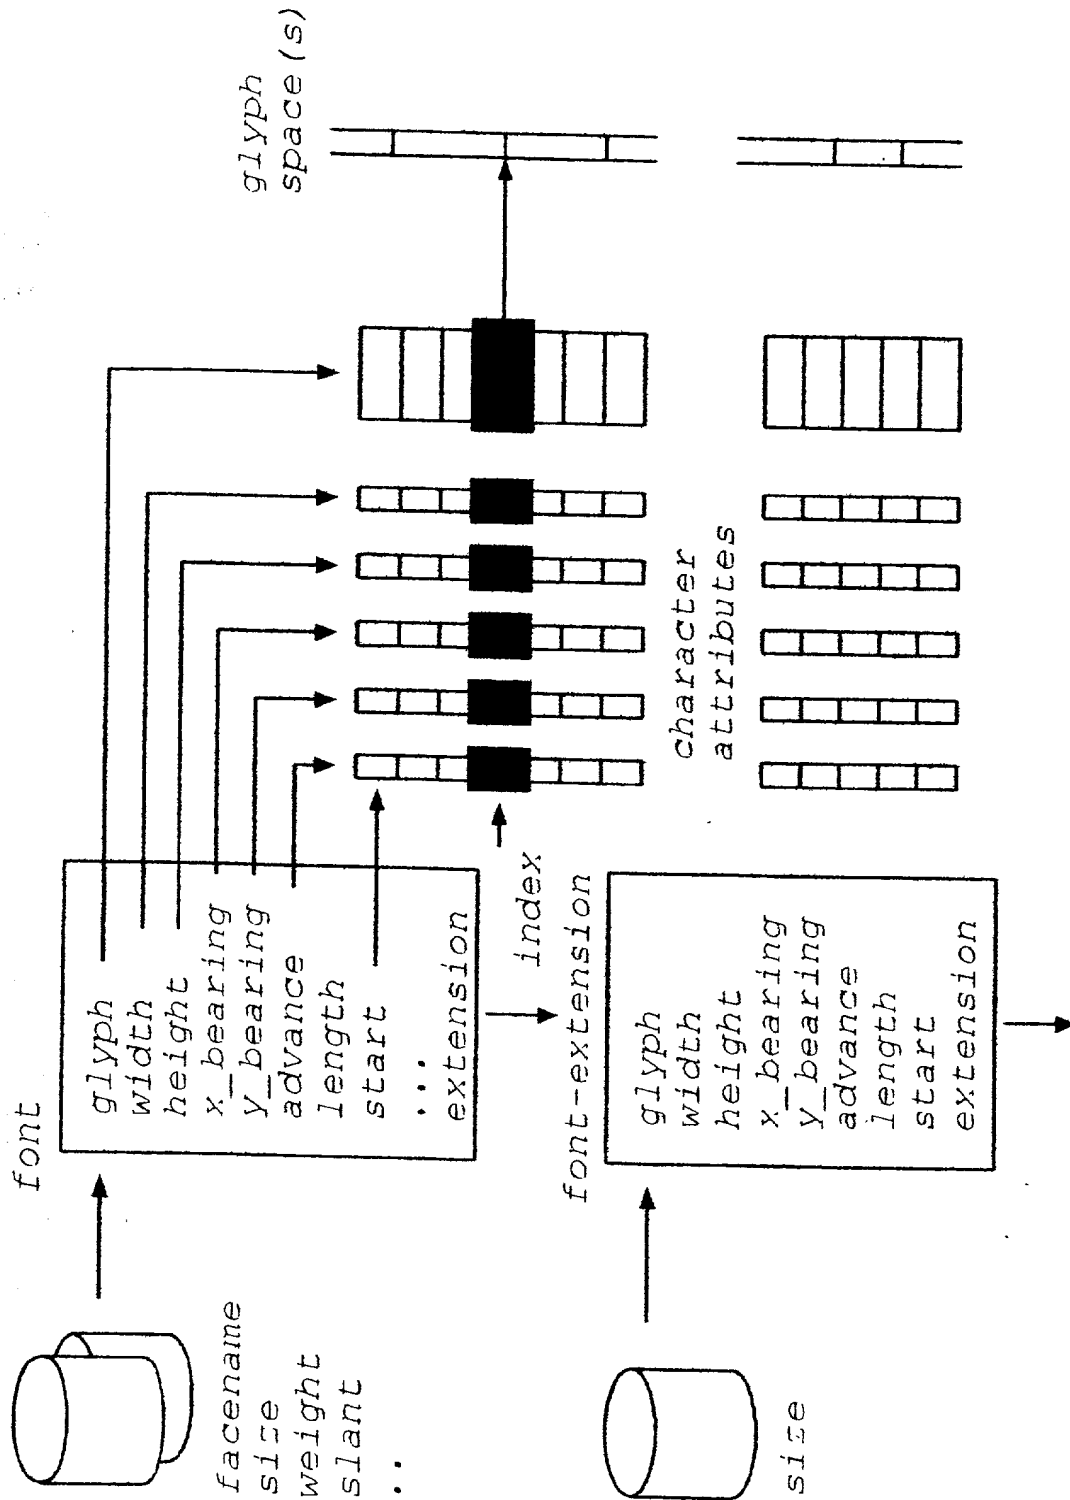 font
glyph
width
height
x_bearing
y_bearing
advance
length
start
...
extension
facename
size
weight
slant
..
glyph
space(s)
index
character
attributes
font-extension
glyph
width
height
x_bearing
y_bearing
advance
length
start
extension
size